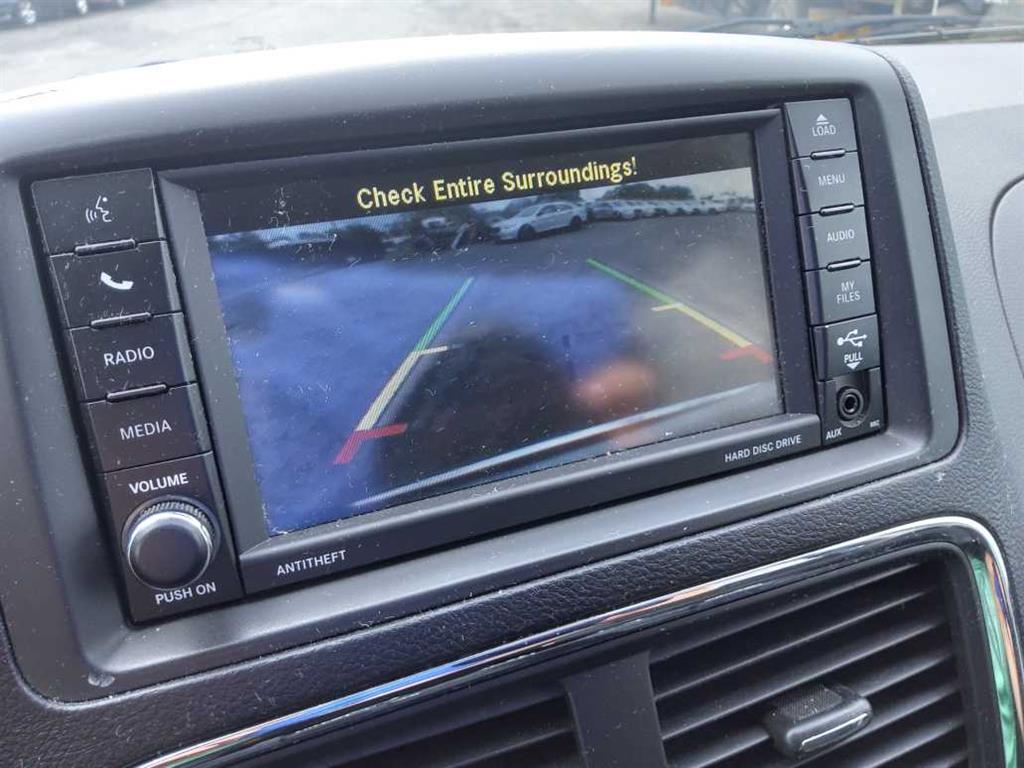 Check Entire Surroundings!
RADIO
MEDIA
VOLUME
PUSH ON
ANTITHEFT
HARD DISC DRIVE
LOAD
MENU
AUDIO
MY
FILES
PULL
AUX